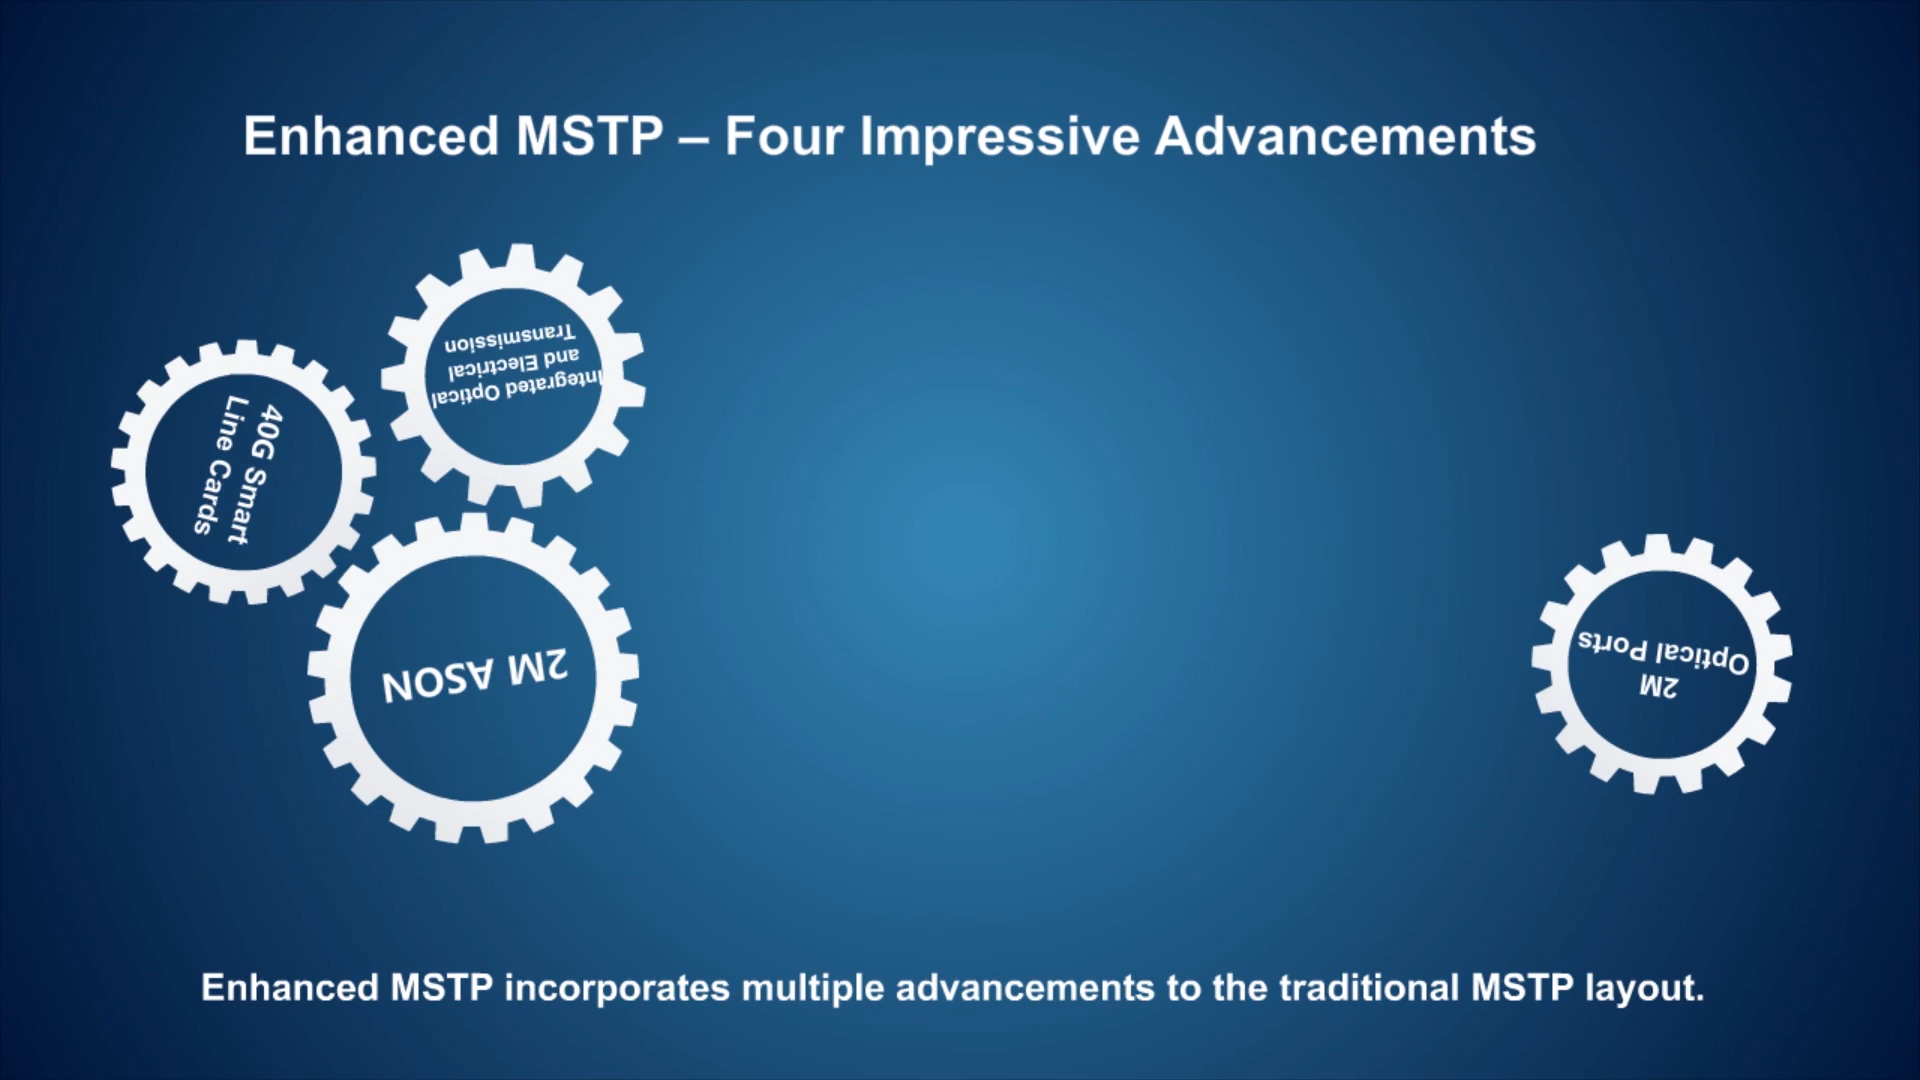 Enhanced MSTP – Four Impressive Advancements
Integrated Optical
and Electrical
Transmission
40G Smart
Line Cards
2M ASON
2M
Optical Ports
Enhanced MSTP incorporates multiple advancements to the traditional MSTP layout.